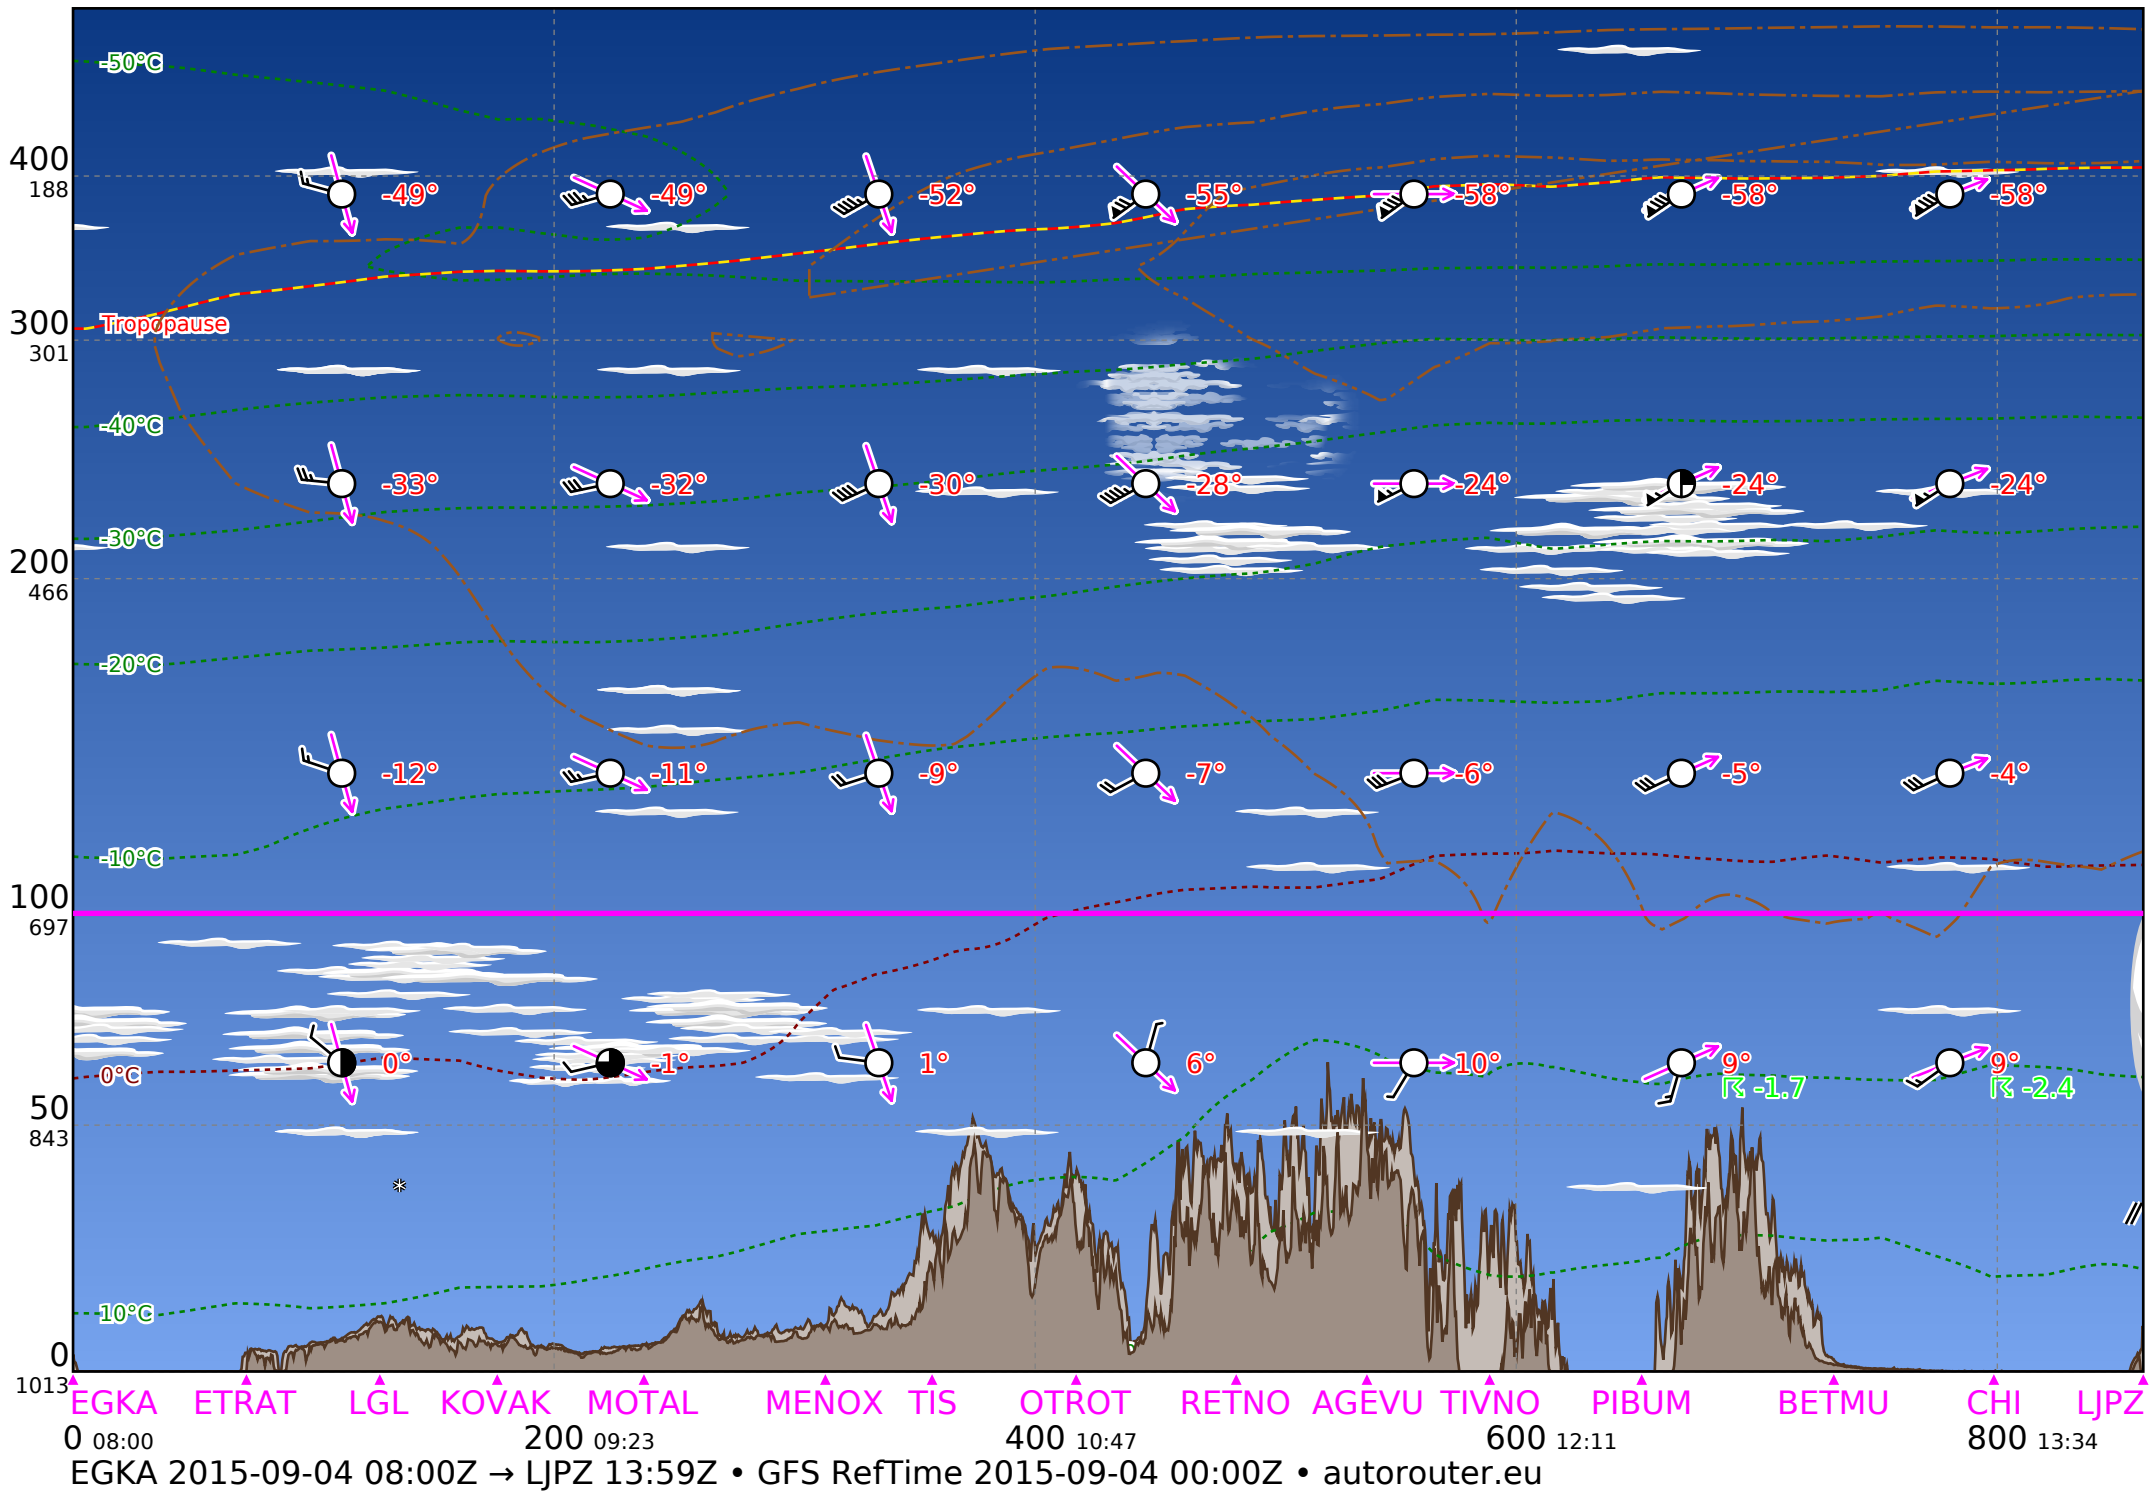 -50°C
400
188
-49° -49° -52° -55° -58° -58° -58°
300
Tropopause
301
-40°C
-33° -32° -30° -28° -24° -24° -24°
-30°C
200
466
-20°C
-12° -11° -9° -7° -6° -5° -4°
-10°C
100
697
0° -1° 1° 6° 10° 9° 9°
0°C
-1.7 -2.4
50
843
10°C
0
1013
EGKA ETRAT LGL KOVAK MOTAL MENOX TIS OTROT RETNO AGEVU TIVNO PIBUM BETMU CHI LJPZ
0 08:00 200 09:23 400 10:47 600 12:11 800 13:34
EGKA 2015-09-04 08:00Z → LJPZ 13:59Z • GFS RefTime 2015-09-04 00:00Z • autorouter.eu